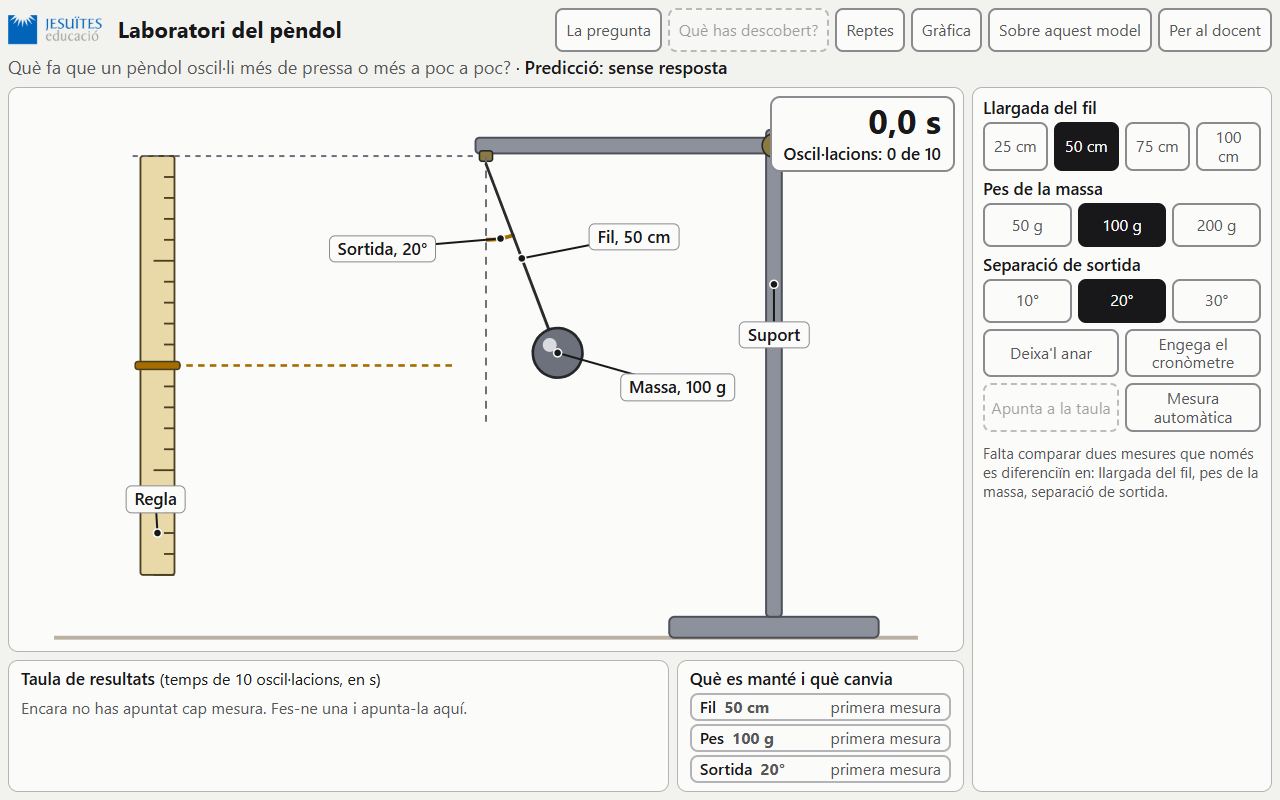 JESUÏTES
educació
Laboratori del pèndol
La pregunta
Què has descobert?
Reptes
Gràfica
Sobre aquest model
Per al docent
Què fa que un pèndol oscil·li més de pressa o més a poc a poc? · Predicció: sense resposta
0,0 s
Oscil·lacions: 0 de 10
Sortida, 20°
Fil, 50 cm
Suport
Massa, 100 g
Regla
Llargada del fil
25 cm
50 cm
75 cm
100
cm
Pes de la massa
50 g
100 g
200 g
Separació de sortida
10°
20°
30°
Deixa'l anar
Engega el
cronòmetre
Apunta a la taula
Mesura
automàtica
Falta comparar dues mesures que només
es diferenciïn en: llargada del fil, pes de la
massa, separació de sortida.
Taula de resultats (temps de 10 oscil·lacions, en s)
Encara no has apuntat cap mesura. Fes-ne una i apunta-la aquí.
Què es manté i què canvia
Fil 50 cm primera mesura
Pes 100 g primera mesura
Sortida 20° primera mesura